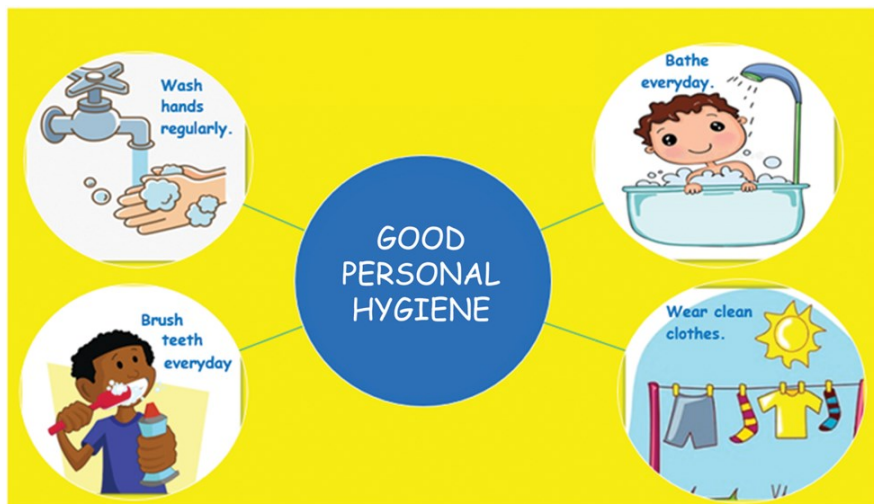 Wash
hands
regularly.
Bathe
everyday.
GOOD
PERSONAL
HYGIENE
Brush
teeth
everyday
Wear clean
clothes.